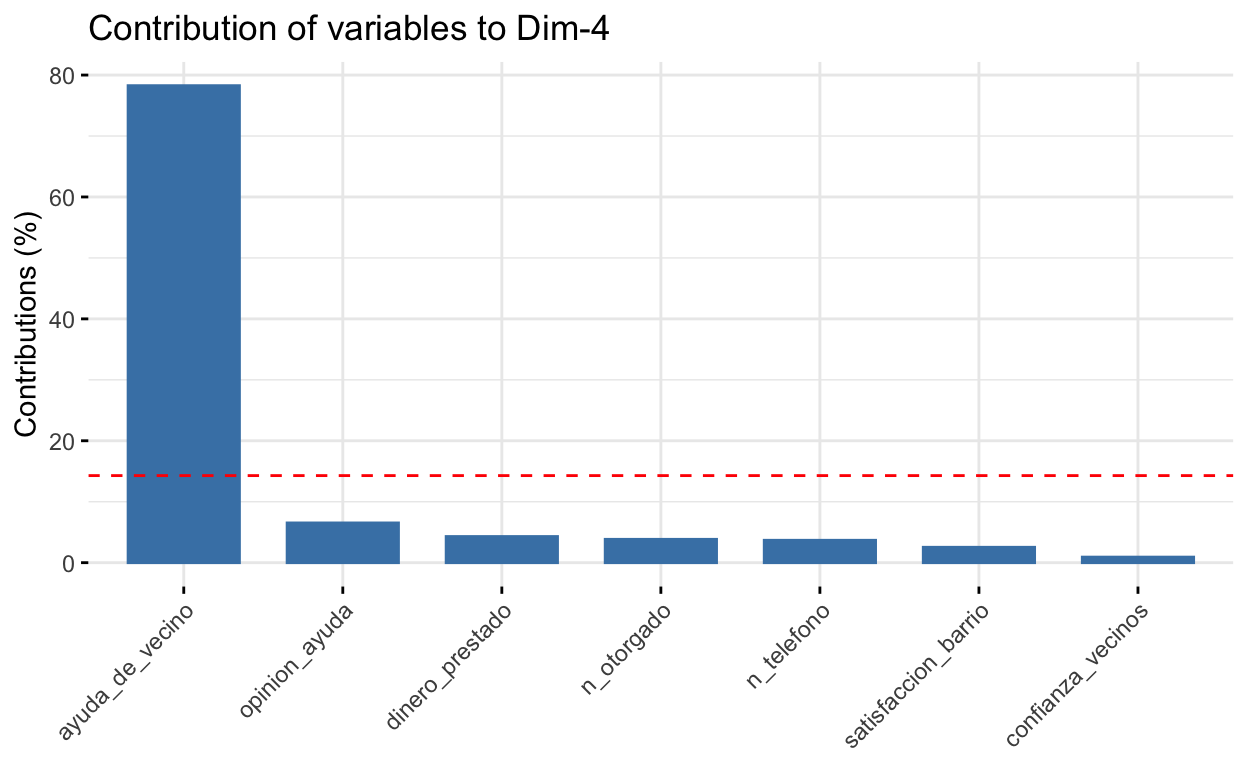 Contribution of variables to Dim-4
Contributions (%)
80
60
40
20
0
ayuda_de_vecino
opinion_ayuda
dinero_prestado
n_otorgado
n_telefono
satisfaccion_barrio
confianza_vecinos